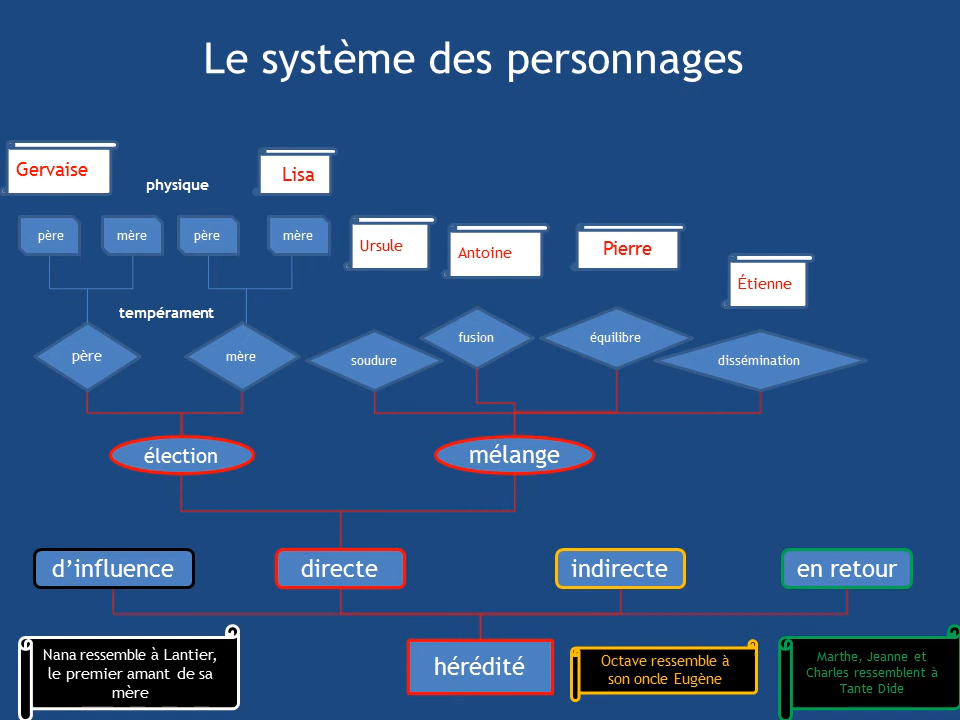 Le système des personnages
Gervaise
physique
Lisa
père
mère
père
mère
Ursule
Antoine
Pierre
Étienne
tempérament
père
mère
soudure
fusion
équilibre
dissémination
élection
mélange
d’influence
directe
indirecte
en retour
Nana ressemble à Lantier,
le premier amant de sa
mère
hérédité
Octave ressemble à
son oncle Eugène
Marthe, Jeanne et
Charles ressemblent à
Tante Dide